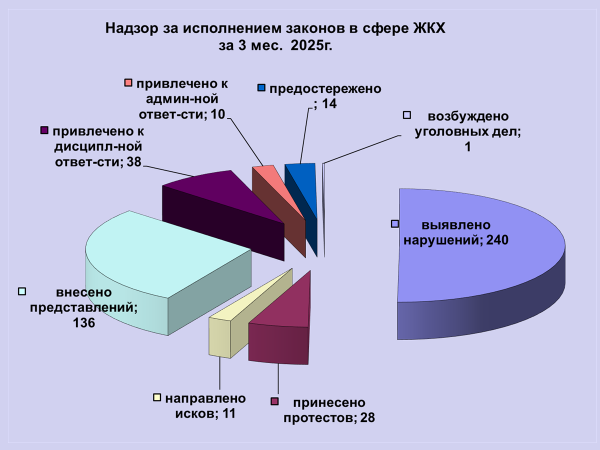 Надзор за исполнением законов в сфере ЖКХ
за 3 мес. 2025г.
привлечено к
админ-ной
ответ-сти; 10
предостережено
; 14
возбуждено
уголовных дел;
1
привлечено к
дисципл-ной
ответ-сти; 38
выявлено
нарушений; 240
внесено
представлений;
136
направлено
исков; 11
принесено
протестов; 28